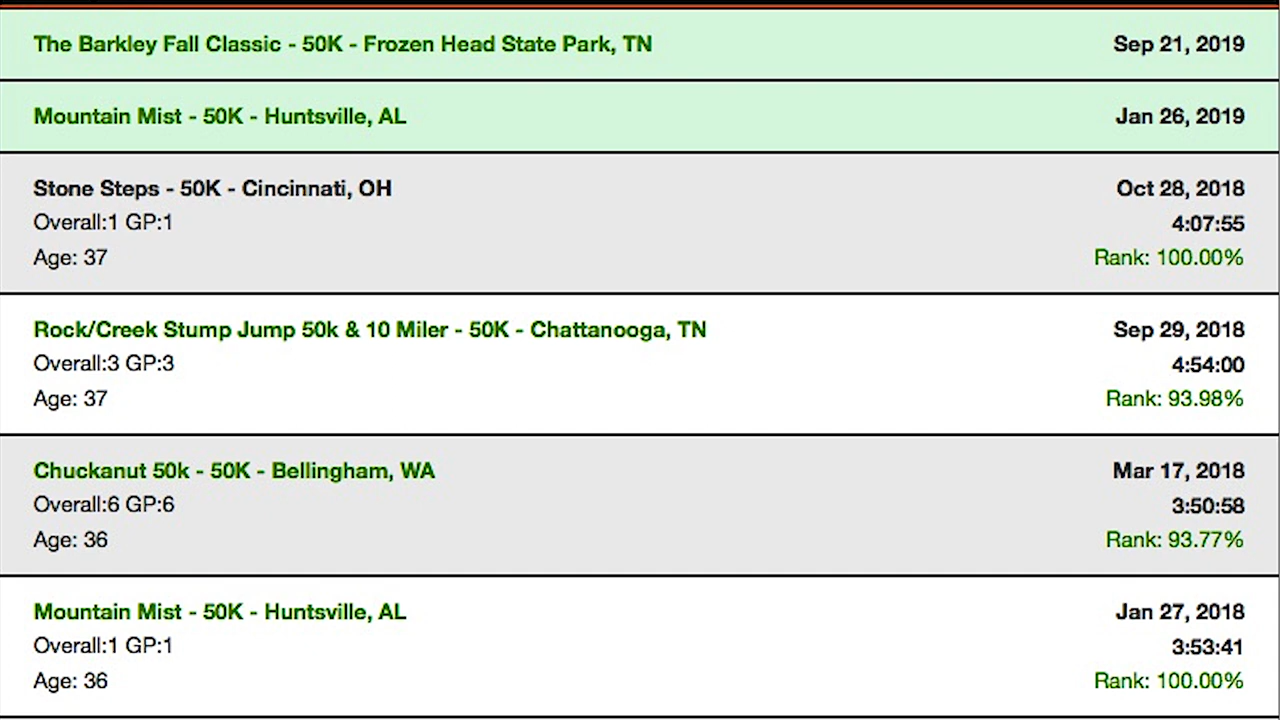 The Barkley Fall Classic - 50K - Frozen Head State Park, TN Sep 21, 2019
Mountain Mist - 50K - Huntsville, AL Jan 26, 2019
Stone Steps - 50K - Cincinnati, OH Oct 28, 2018
Overall:1 GP:1 4:07:55
Age: 37 Rank: 100.00%
Rock/Creek Stump Jump 50k & 10 Miler - 50K - Chattanooga, TN Sep 29, 2018
Overall:3 GP:3 4:54:00
Age: 37 Rank: 93.98%
Chuckanut 50k - 50K - Bellingham, WA Mar 17, 2018
Overall:6 GP:6 3:50:58
Age: 36 Rank: 93.77%
Mountain Mist - 50K - Huntsville, AL Jan 27, 2018
Overall:1 GP:1 3:53:41
Age: 36 Rank: 100.00%